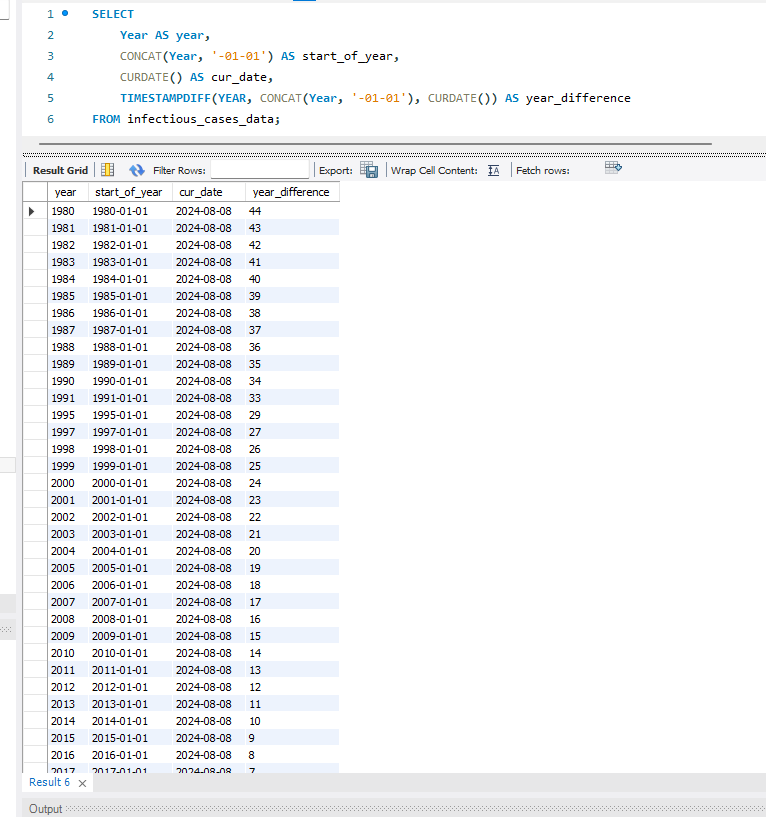 1 SELECT
2 Year AS year,
3 CONCAT(Year, '-01-01') AS start_of_year,
4 CURDATE() AS cur_date,
5 TIMESTAMPDIFF(YEAR, CONCAT(Year, '-01-01'), CURDATE()) AS year_difference
6 FROM infectious_cases_data;
Result Grid Filter Rows: Export: Wrap Cell Content: Fetch rows:
year start_of_year cur_date year_difference
1980 1980-01-01 2024-08-08 44
1981 1981-01-01 2024-08-08 43
1982 1982-01-01 2024-08-08 42
1983 1983-01-01 2024-08-08 41
1984 1984-01-01 2024-08-08 40
1985 1985-01-01 2024-08-08 39
1986 1986-01-01 2024-08-08 38
1987 1987-01-01 2024-08-08 37
1988 1988-01-01 2024-08-08 36
1989 1989-01-01 2024-08-08 35
1990 1990-01-01 2024-08-08 34
1991 1991-01-01 2024-08-08 33
1995 1995-01-01 2024-08-08 29
1997 1997-01-01 2024-08-08 27
1998 1998-01-01 2024-08-08 26
1999 1999-01-01 2024-08-08 25
2000 2000-01-01 2024-08-08 24
2001 2001-01-01 2024-08-08 23
2002 2002-01-01 2024-08-08 22
2003 2003-01-01 2024-08-08 21
2004 2004-01-01 2024-08-08 20
2005 2005-01-01 2024-08-08 19
2006 2006-01-01 2024-08-08 18
2007 2007-01-01 2024-08-08 17
2008 2008-01-01 2024-08-08 16
2009 2009-01-01 2024-08-08 15
2010 2010-01-01 2024-08-08 14
2011 2011-01-01 2024-08-08 13
2012 2012-01-01 2024-08-08 12
2013 2013-01-01 2024-08-08 11
2014 2014-01-01 2024-08-08 10
2015 2015-01-01 2024-08-08 9
2016 2016-01-01 2024-08-08 8
2017 2017-01-01 2024-08-08 7
Result 6
Output